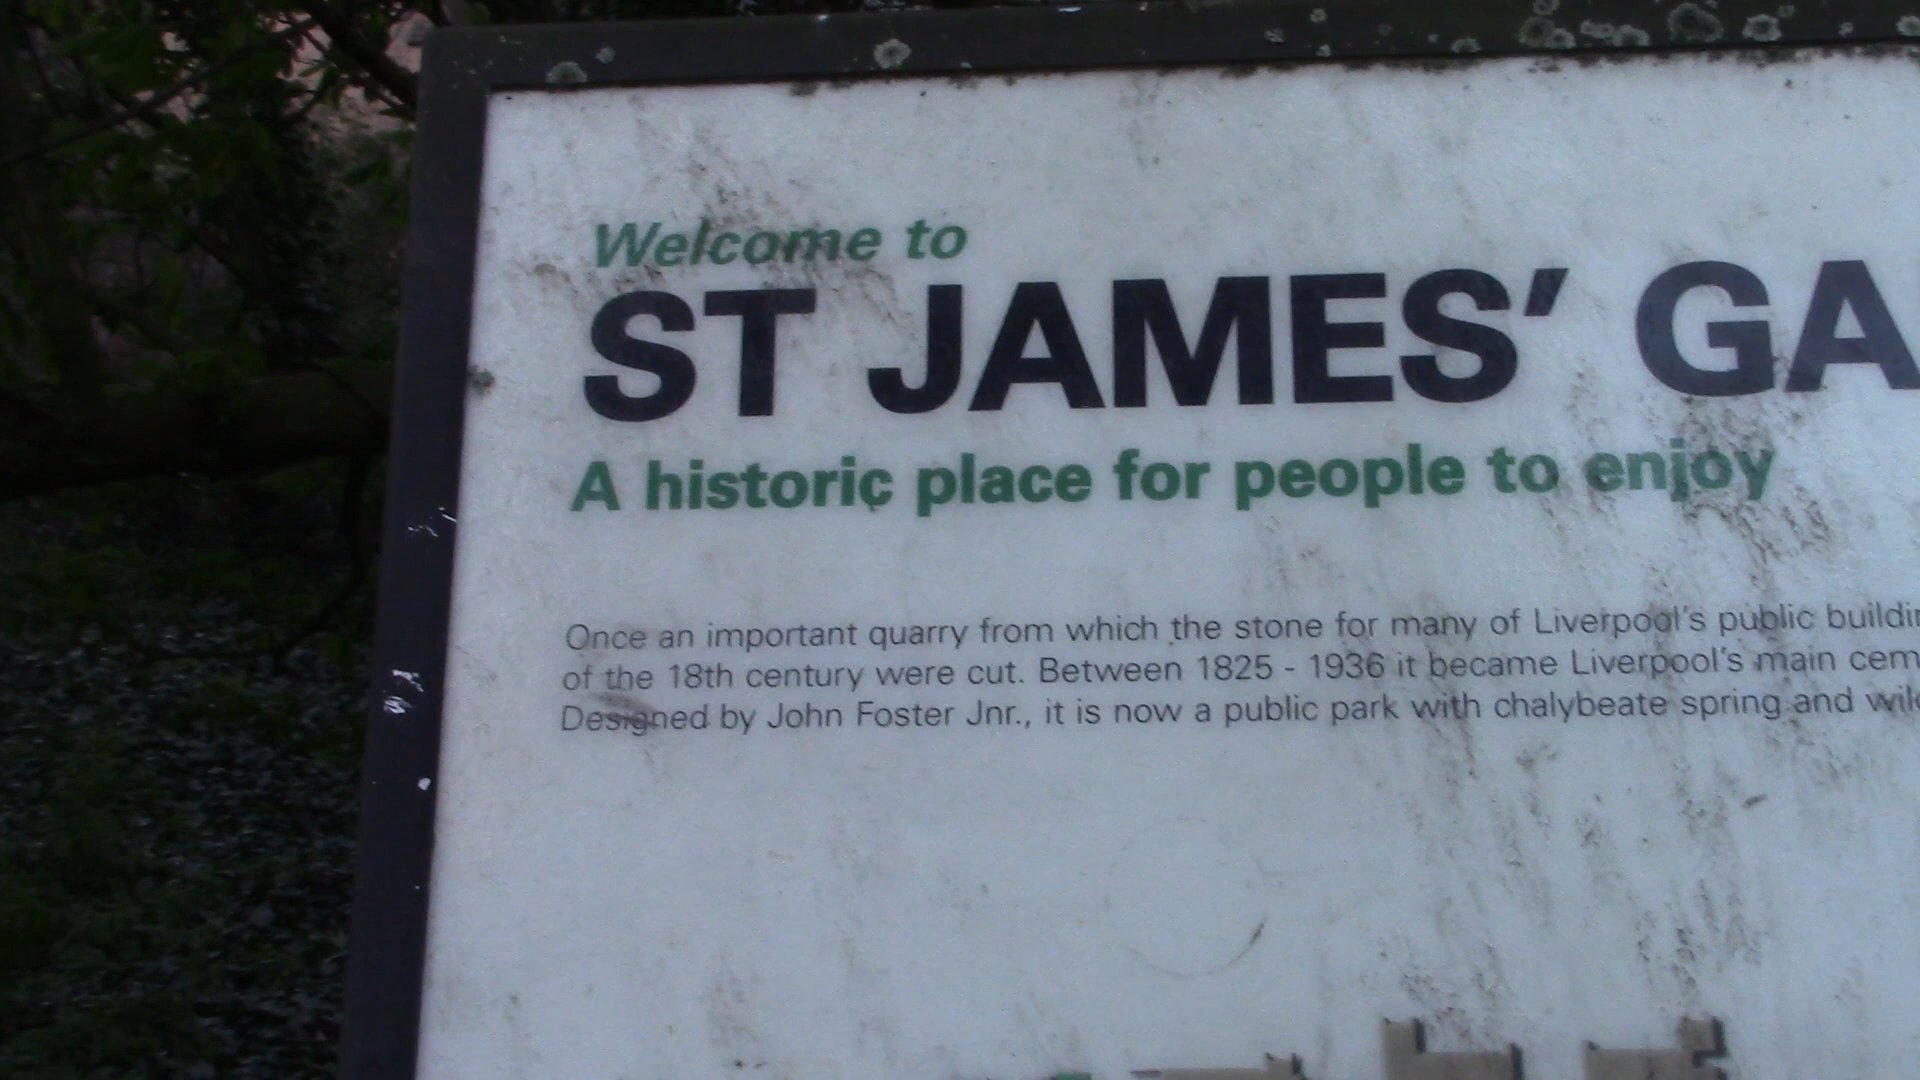 Welcome to
ST JAMES' GA
A historic place for people to enjoy
Once an important quarry from which the stone for many of Liverpool's public buildin
of the 18th century were cut. Between 1825 - 1936 it became Liverpool's main cem
Designed by John Foster Jnr., it is now a public park with chalybeate spring and wil